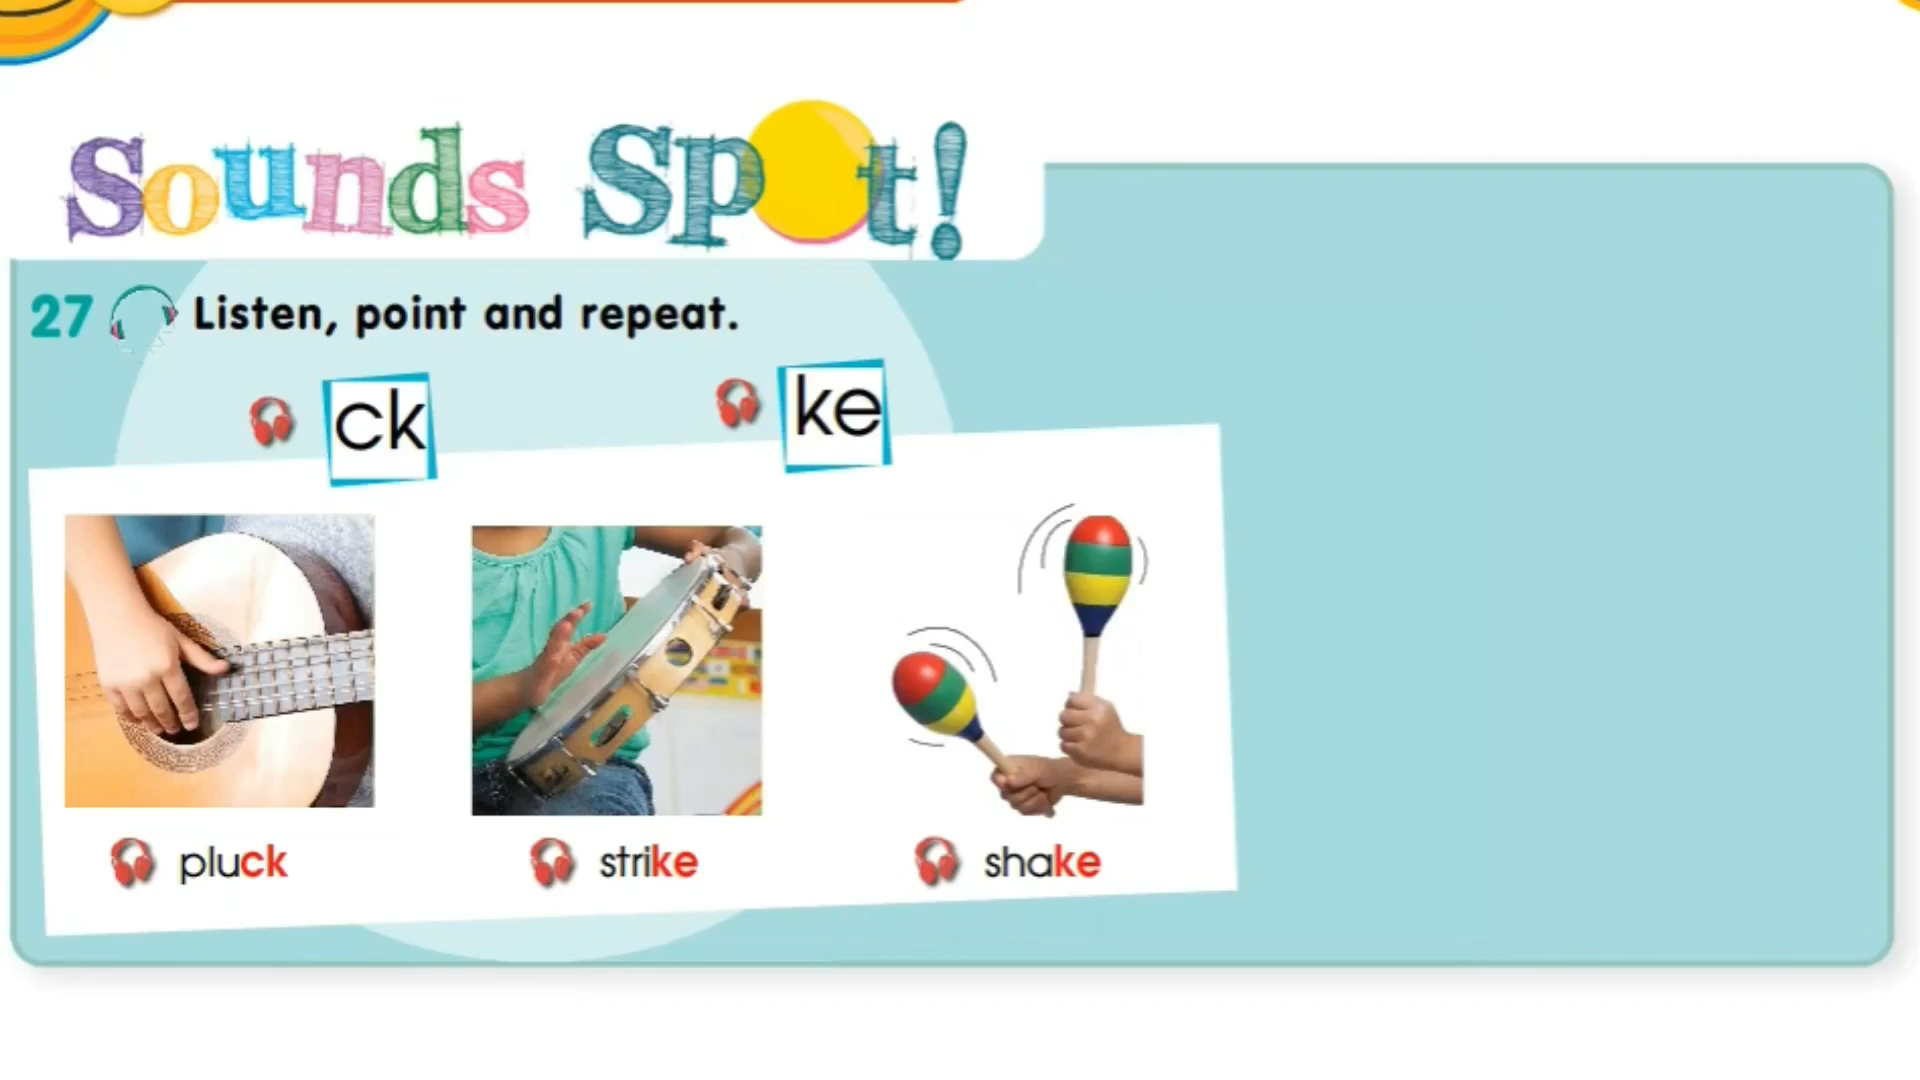 Sounds Spot!
27 Listen, point and repeat.
ck ke
pluck strike shake